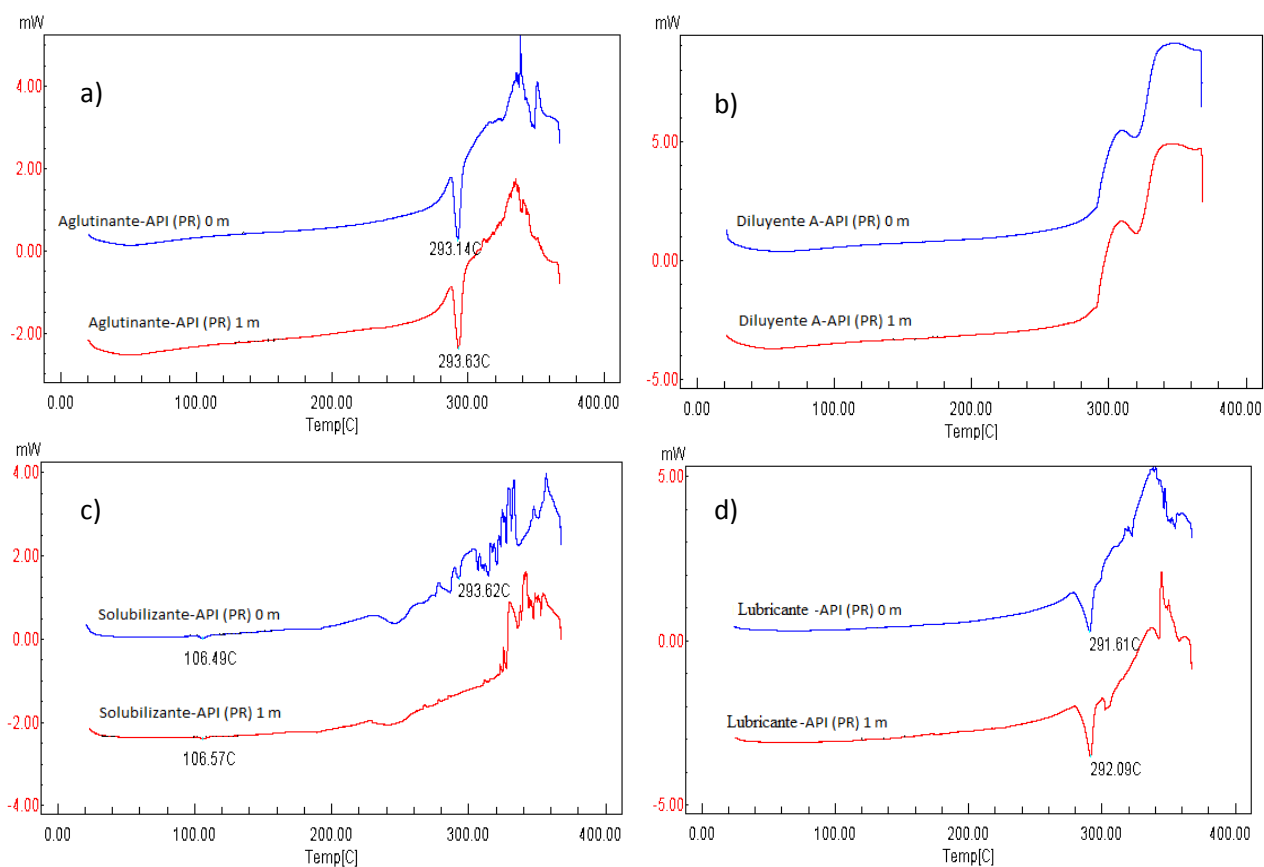 mW
4.00
2.00
0.00
-2.00
a)
Aglutinante-API (PR) 0 m
293.14C
Aglutinante-API (PR) 1 m
293.63C
0.00 100.00 200.00 300.00 400.00
Temp[C]
mW
5.00
0.00
-5.00
b)
Diluyente A-API (PR) 0 m
Diluyente A-API (PR) 1 m
0.00 100.00 200.00 300.00 400.00
Temp[C]
mW
4.00
2.00
0.00
-2.00
-4.00
c)
Solubilizante-API (PR) 0 m
293.62C
106.49C
Solubilizante-API (PR) 1 m
106.57C
0.00 100.00 200.00 300.00 400.00
Temp[C]
mW
5.00
0.00
-5.00
d)
Lubricante -API (PR) 0 m
291.61C
Lubricante -API (PR) 1 m
292.09C
0.00 100.00 200.00 300.00 400.00
Temp[C]